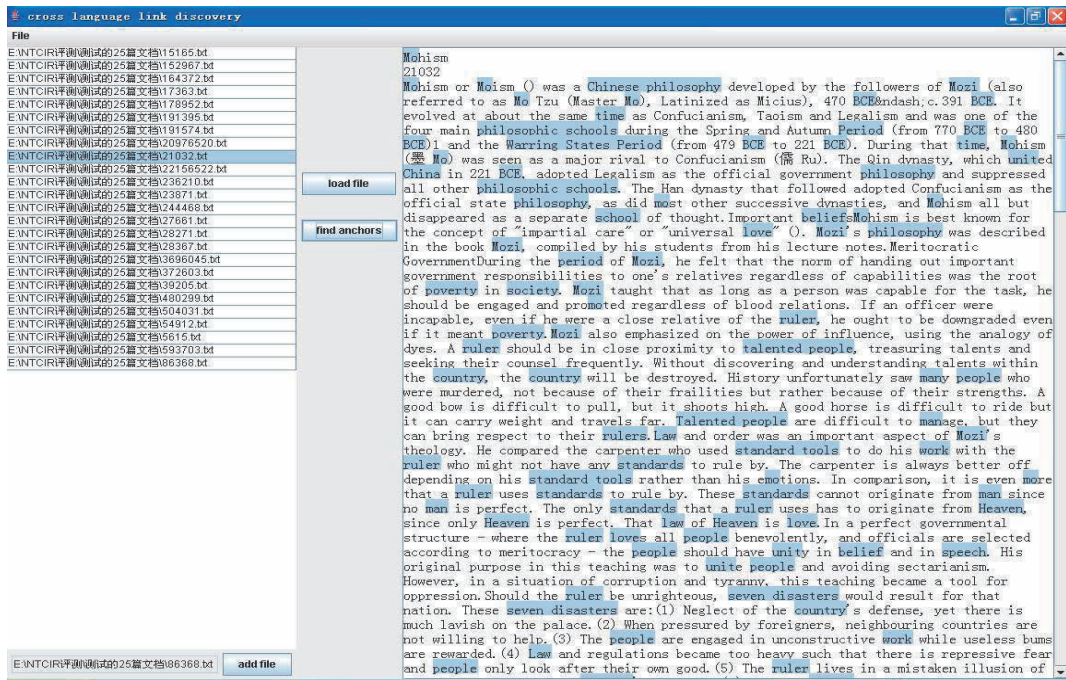 cross language link discovery
File
E:\NTCIR评测\测试的25篇文档\15165.txt
E:\NTCIR评测\测试的25篇文档\152967.txt
E:\NTCIR评测\测试的25篇文档\164372.txt
E:\NTCIR评测\测试的25篇文档\17363.txt
E:\NTCIR评测\测试的25篇文档\178952.txt
E:\NTCIR评测\测试的25篇文档\191395.txt
E:\NTCIR评测\测试的25篇文档\191574.txt
E:\NTCIR评测\测试的25篇文档\20976520.txt
E:\NTCIR评测\测试的25篇文档\21032.txt
E:\NTCIR评测\测试的25篇文档\22156522.txt
E:\NTCIR评测\测试的25篇文档\236210.txt
E:\NTCIR评测\测试的25篇文档\23671.txt
E:\NTCIR评测\测试的25篇文档\244468.txt
E:\NTCIR评测\测试的25篇文档\27661.txt
E:\NTCIR评测\测试的25篇文档\28271.txt
E:\NTCIR评测\测试的25篇文档\28367.txt
E:\NTCIR评测\测试的25篇文档\3696045.txt
E:\NTCIR评测\测试的25篇文档\372603.txt
E:\NTCIR评测\测试的25篇文档\39205.txt
E:\NTCIR评测\测试的25篇文档\480299.txt
E:\NTCIR评测\测试的25篇文档\504031.txt
E:\NTCIR评测\测试的25篇文档\54912.txt
E:\NTCIR评测\测试的25篇文档\5615.txt
E:\NTCIR评测\测试的25篇文档\593703.txt
E:\NTCIR评测\测试的25篇文档\86368.txt
E:\NTCIR评测\测试的25篇文档\86368.txt
add file
load file
find anchors
Mohism
21032
Mohism or Moism () was a Chinese philosophy developed by the followers of Mozi (also
referred to as Mo Tzu (Master Mo), Latinized as Micius), 470 BCE&ndash;c.391 BCE. It
evolved at about the same time as Confucianism, Taoism and Legalism and was one of the
four main philosophic schools during the Spring and Autumn Period (from 770 BCE to 480
BCE)1 and the Warring States Period (from 479 BCE to 221 BCE). During that time, Mohism
(墨 Mo) was seen as a major rival to Confucianism (儒 Ru). The Qin dynasty, which united
China in 221 BCE, adopted Legalism as the official government philosophy and suppressed
all other philosophic schools. The Han dynasty that followed adopted Confucianism as the
official state philosophy, as did most other successive dynasties, and Mohism all but
disappeared as a separate school of thought.Important beliefsMohism is best known for
the concept of "impartial care" or "universal love" (). Mozi's philosophy was described
in the book Mozi, compiled by his students from his lecture notes.Meritocratic
GovernmentDuring the period of Mozi, he felt that the norm of handing out important
government responsibilities to one's relatives regardless of capabilities was the root
of poverty in society. Mozi taught that as long as a person was capable for the task, he
should be engaged and promoted regardless of blood relations. If an officer were
incapable, even if he were a close relative of the ruler, he ought to be downgraded even
if it meant poverty.Mozi also emphasized on the power of influence, using the analogy of
dyes. A ruler should be in close proximity to talented people, treasuring talents and
seeking their counsel frequently. Without discovering and understanding talents within
the country, the country will be destroyed. History unfortunately saw many people who
were murdered, not because of their frailities but rather because of their strengths. A
good bow is difficult to pull, but it shoots high. A good horse is difficult to ride but
it can carry weight and travels far. Talented people are difficult to manage, but they
can bring respect to their rulers.Law and order was an important aspect of Mozi's
theology. He compared the carpenter who used standard tools to do his work with the
ruler who might not have any standards to rule by. The carpenter is always better off
depending on his standard tools rather than his emotions. In comparison, it is even more
that a ruler uses standards to rule by. These standards cannot originate from man since
no man is perfect. The only standards that a ruler uses has to originate from Heaven,
since only Heaven is perfect. That law of Heaven is love.In a perfect governmental
structure - where the ruler loves all people benevolently, and officials are selected
according to meritocracy - the people should have unity in belief and in speech. His
original purpose in this teaching was to unite people and avoiding sectarianism.
However, in a situation of corruption and tyranny, this teaching became a tool for
oppression.Should the ruler be unrighteous, seven disasters would result for that
nation. These seven disasters are:(1) Neglect of the country's defense, yet there is
much lavish on the palace.(2) When pressured by foreigners, neighbouring countries are
not willing to help.(3) The people are engaged in unconstructive work while useless bums
are rewarded.(4) Law and regulations became too heavy such that there is repressive fear
and people only look after their own good.(5) The ruler lives in a mistaken illusion of